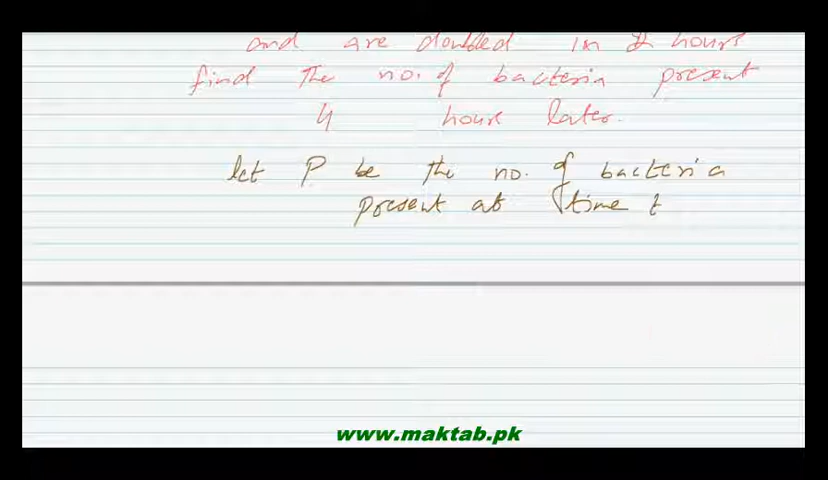 and are doubled in 2 hours
find the no. of bacteria present
4 hour later.
let P be the no. of bacteria
present at time t
www.maktab.pk